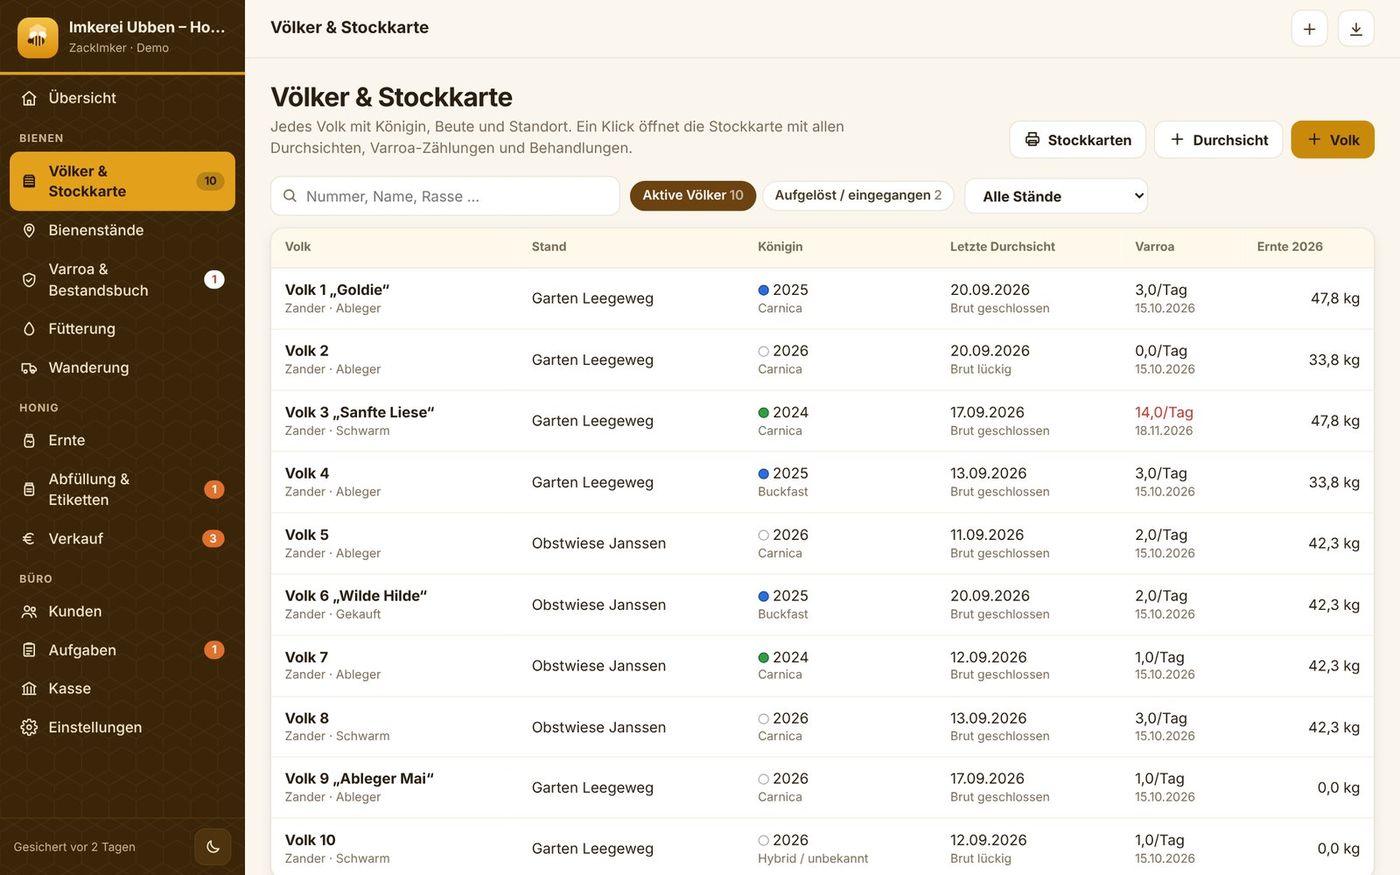 Imkerei Ubben – Ho...
ZackImker · Demo
Übersicht
BIENEN
Völker &
Stockkarte
10
Bienenstände
Varroa &
Bestandsbuch
1
Fütterung
Wanderung
HONIG
Ernte
Abfüllung &
Etiketten
1
Verkauf
3
BÜRO
Kunden
Aufgaben
1
Kasse
Einstellungen
Gesichert vor 2 Tagen
Völker & Stockkarte
Völker & Stockkarte
Jedes Volk mit Königin, Beute und Standort. Ein Klick öffnet die Stockkarte mit allen
Durchsichten, Varroa-Zählungen und Behandlungen.
Stockkarten
Durchsicht
Volk
Nummer, Name, Rasse ...
Aktive Völker 10
Aufgelöst / eingegangen 2
Alle Stände
Volk Stand Königin Letzte Durchsicht Varroa Ernte 2026
Volk 1 „Goldie“ Garten Leegeweg 2025 20.09.2026 3,0/Tag 47,8 kg
Zander · Ableger Carnica Brut geschlossen 15.10.2026
Volk 2 Garten Leegeweg 2026 20.09.2026 0,0/Tag 33,8 kg
Zander · Ableger Carnica Brut lückig 15.10.2026
Volk 3 „Sanfte Liese“ Garten Leegeweg 2024 17.09.2026 14,0/Tag 47,8 kg
Zander · Schwarm Carnica Brut geschlossen 18.11.2026
Volk 4 Garten Leegeweg 2025 13.09.2026 3,0/Tag 33,8 kg
Zander · Ableger Buckfast Brut geschlossen 15.10.2026
Volk 5 Obstwiese Janssen 2026 11.09.2026 2,0/Tag 42,3 kg
Zander · Ableger Carnica Brut geschlossen 15.10.2026
Volk 6 „Wilde Hilde“ Obstwiese Janssen 2025 20.09.2026 2,0/Tag 42,3 kg
Zander · Gekauft Buckfast Brut geschlossen 15.10.2026
Volk 7 Obstwiese Janssen 2024 12.09.2026 1,0/Tag 42,3 kg
Zander · Ableger Carnica Brut geschlossen 15.10.2026
Volk 8 Obstwiese Janssen 2026 13.09.2026 3,0/Tag 42,3 kg
Zander · Schwarm Carnica Brut geschlossen 15.10.2026
Volk 9 „Ableger Mai“ Garten Leegeweg 2026 17.09.2026 1,0/Tag 0,0 kg
Zander · Ableger Carnica Brut geschlossen 15.10.2026
Volk 10 Garten Leegeweg 2026 12.09.2026 1,0/Tag 0,0 kg
Zander · Schwarm Hybrid / unbekannt Brut lückig 15.10.2026